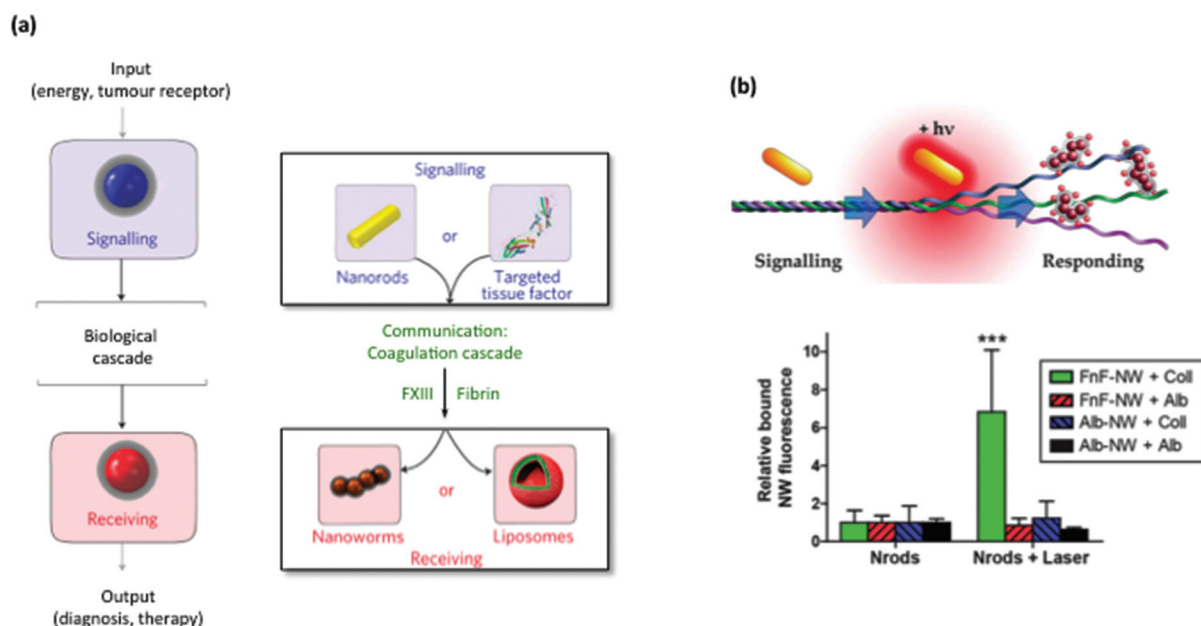 (a)
Input
(energy, tumour receptor)
Signalling
Biological
cascade
Receiving
Output
(diagnosis, therapy)
Signalling
or
Nanorods
Targeted
tissue factor
Communication:
Coagulation cascade
FXIII
Fibrin
or
Nanoworms
Liposomes
Receiving
(b)
+ hν
Signalling
Responding
Relative bound
NW fluorescence
10
8
6
4
2
0
***
Nrods
Nrods + Laser
FnF-NW + Coll
FnF-NW + Alb
Alb-NW + Coll
Alb-NW + Alb